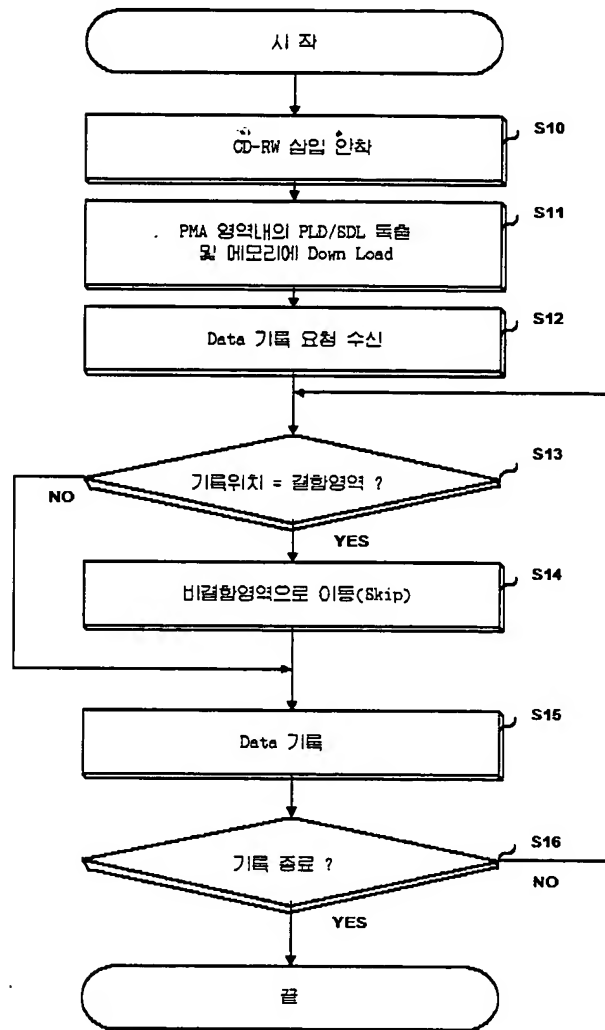 시 작
CD-RW 삽입 안착
S10
PMA 영역내의 PLD/SDL 독출
및 메모리에 Down Load
S11
Data 기록 요청 수신
S12
기록위치 = 결함영역 ?
S13
NO
YES
비결함영역으로 이동(Skip)
S14
Data 기록
S15
기록 종료 ?
S16
NO
YES
끝